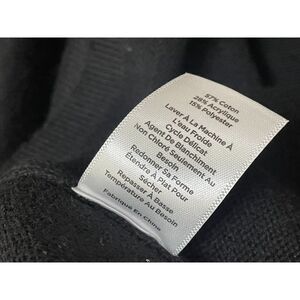 57% Coton
28% Acrylique
15% Polyester
Laver À La Machine À
L'eau Froide
Cycle Délicat
Agent De Blanchiment
Non Chloré Seulement Au
Besoin
Redonner Sa Forme
Étendre À Plat Pour
Sécher
Repasser À Basse
Température Au Besoin
Fabriqué En Chine